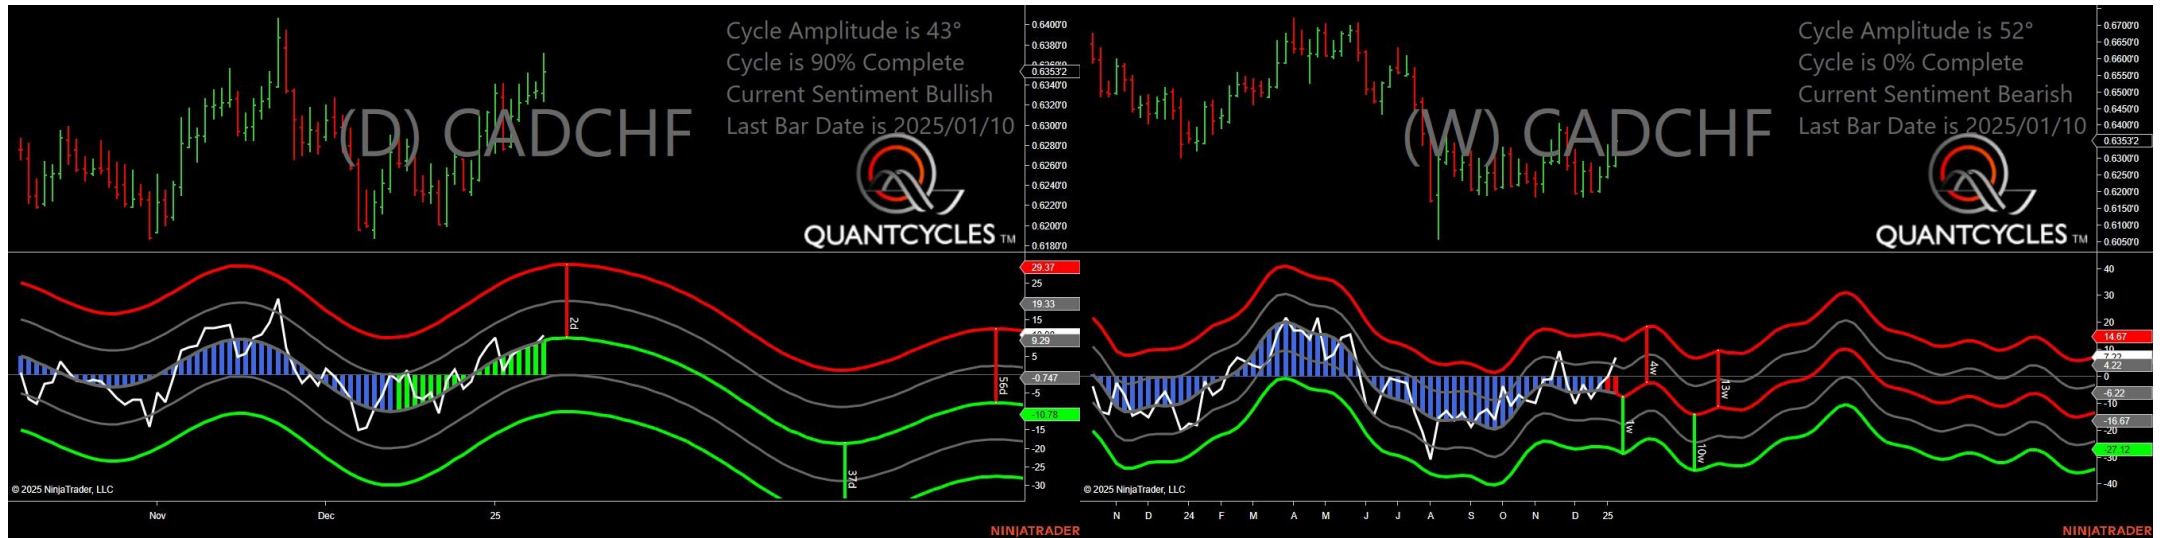 Cycle Amplitude is 43°
Cycle is 90% Complete
Current Sentiment Bullish
Last Bar Date is 2025/01/10
(D) CADCHF
QUANTCYCLES TM
0.6400'0
0.6380'0
0.6353'2
0.6340'0
0.6320'0
0.6300'0
0.6280'0
0.6260'0
0.6240'0
0.6220'0
0.6200'0
0.6180'0
29.37
25
19.33
15
9.29
5
-0.747
-5
-10.78
-15
-20
-25
-30
2d
37d
56d
© 2025 NinjaTrader, LLC
Nov
Dec
25
NINJATRADER
Cycle Amplitude is 52°
Cycle is 0% Complete
Current Sentiment Bearish
Last Bar Date is 2025/01/10
(W) CADCHF
QUANTCYCLES TM
0.6700'0
0.6650'0
0.6600'0
0.6550'0
0.6500'0
0.6450'0
0.6400'0
0.6353'2
0.6300'0
0.6250'0
0.6200'0
0.6150'0
0.6100'0
0.6050'0
40
30
20
14.67
10
7.22
4.22
0
-6.22
-10
-16.67
-20
-27.12
-30
-40
4w
13w
1w
10w
© 2025 NinjaTrader, LLC
N
D
24
F
M
A
M
J
J
A
S
O
N
D
25
NINJATRADER